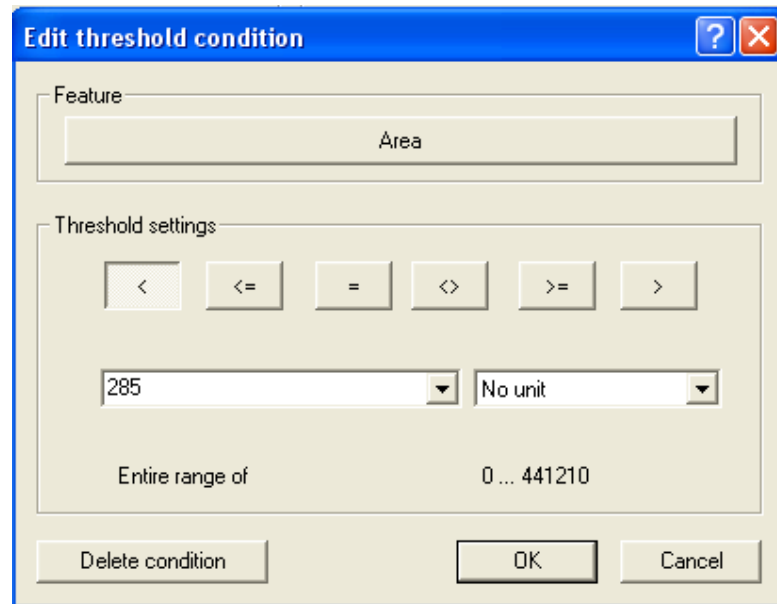 Edit threshold condition ?
Feature
Area
Threshold settings
< <= = <> >= >
285 No unit
Entire range of 0 ... 441210
Delete condition OK Cancel